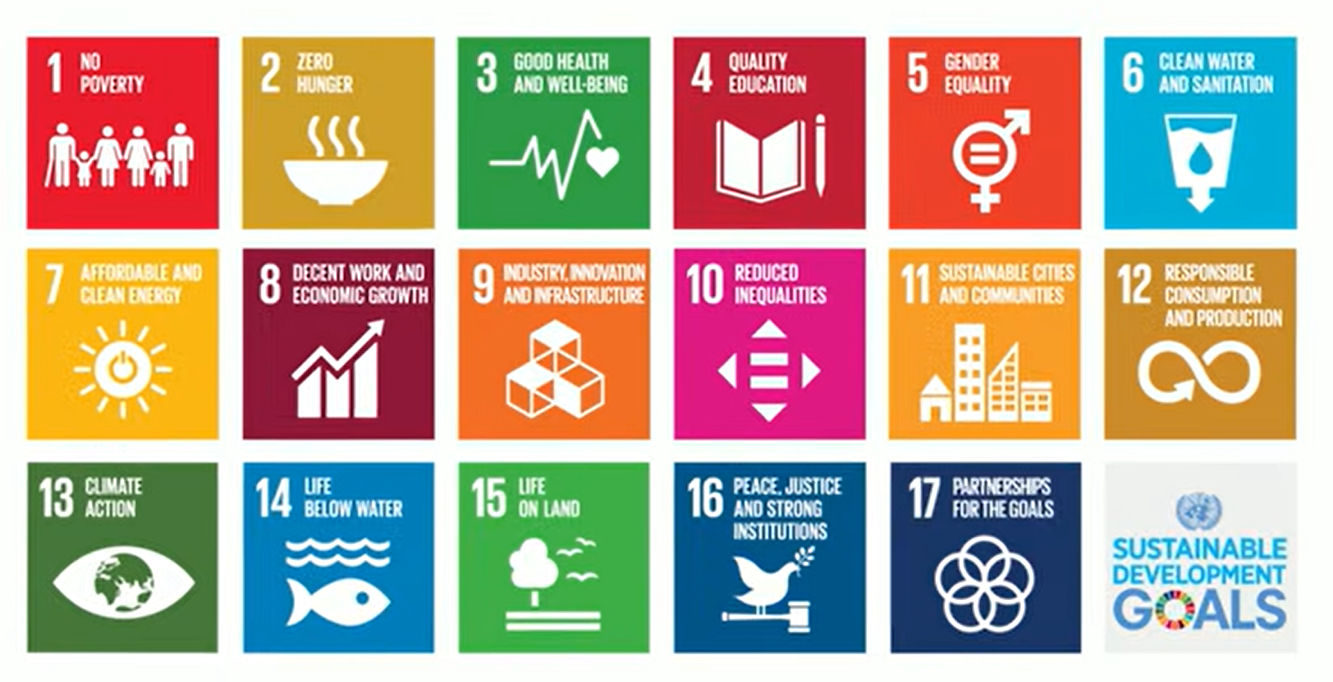 1 NO
POVERTY
2 ZERO
HUNGER
3 GOOD HEALTH
AND WELL-BEING
4 QUALITY
EDUCATION
5 GENDER
EQUALITY
6 CLEAN WATER
AND SANITATION
7 AFFORDABLE AND
CLEAN ENERGY
8 DECENT WORK AND
ECONOMIC GROWTH
9 INDUSTRY, INNOVATION
AND INFRASTRUCTURE
10 REDUCED
INEQUALITIES
11 SUSTAINABLE CITIES
AND COMMUNITIES
12 RESPONSIBLE
CONSUMPTION
AND PRODUCTION
13 CLIMATE
ACTION
14 LIFE
BELOW WATER
15 LIFE
ON LAND
16 PEACE, JUSTICE
AND STRONG
INSTITUTIONS
17 PARTNERSHIPS
FOR THE GOALS
SUSTAINABLE
DEVELOPMENT
GOALS